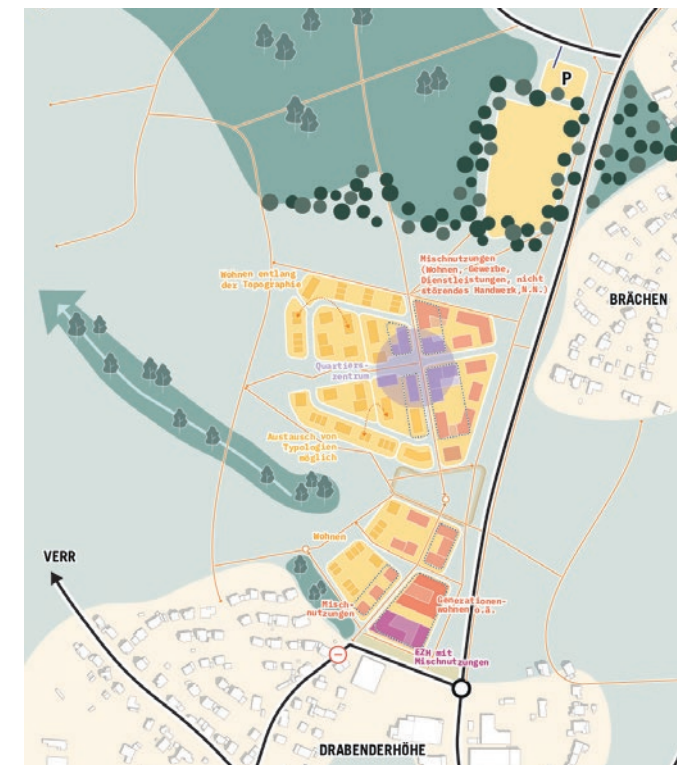 P
Mischnutzungen
(Wohnen, Gewerbe,
Dienstleistungen, nicht
störendes Handwerk,N.N.)
Wohnen entlang
der Topographie
BRÄCHEN
Quartiers-
zentrum
Austausch von
Typologien
möglich
Wohnen
VERR
Misch-
nutzungen
Generationen-
wohnen o.ä.
EZH mit
Mischnutzungen
DRABENDERHÖHE